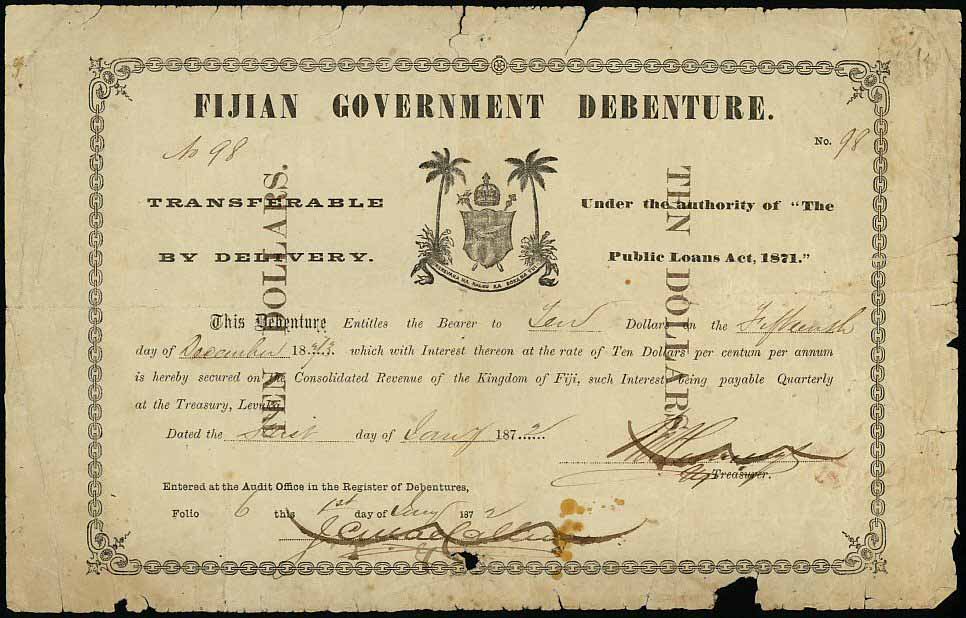 FIJIAN GOVERNMENT DEBENTURE.
No 98
No. 98
TRANSFERABLE
BY DELIVERY.
Under the authority of "The
Public Loans Act, 1871."
TEN DOLLARS.
TIN DOLLARS
This Debenture Entitles the Bearer to Ten Dollars on the Fifteenth
day of December 1873. which with Interest thereon at the rate of Ten Dollars per centum per annum
is hereby secured on the Consolidated Revenue of the Kingdom of Fiji, such Interest being payable Quarterly
at the Treasury, Levuka.
Dated the first day of Jany 1872
Treasurer.
Entered at the Audit Office in the Register of Debentures,
Folio 6 this 1st day of Jany 1872